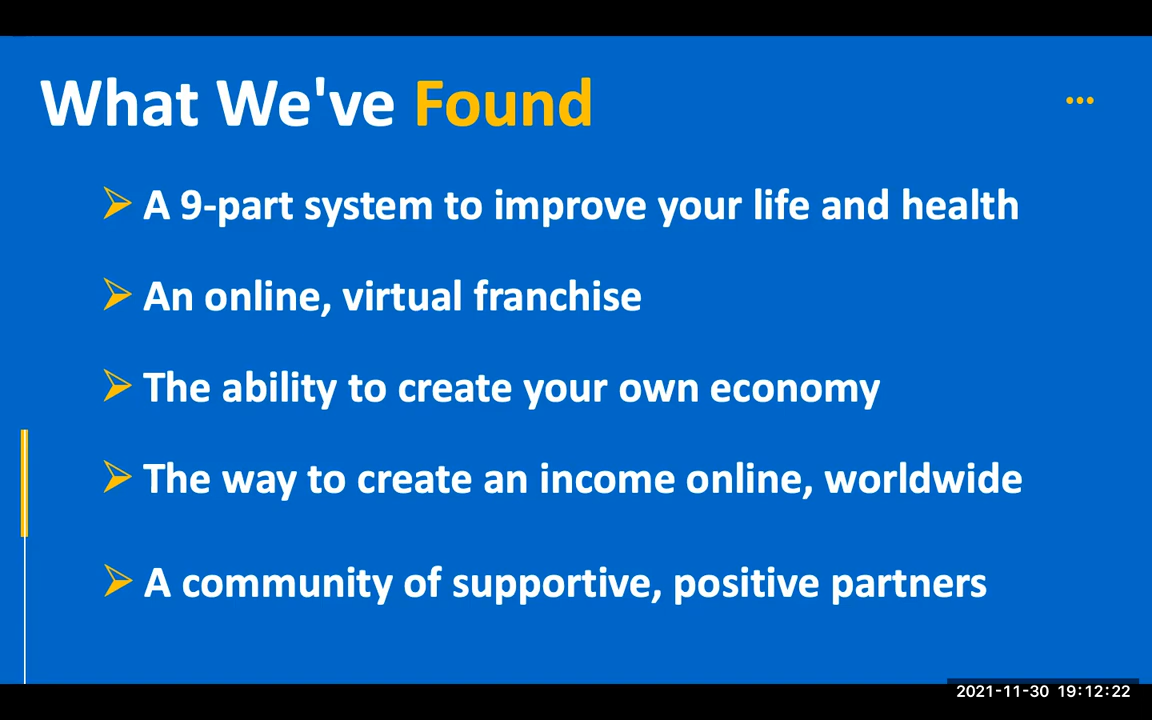 What We've Found
...
A 9-part system to improve your life and health
An online, virtual franchise
The ability to create your own economy
The way to create an income online, worldwide
A community of supportive, positive partners
2021-11-30 19:12:22